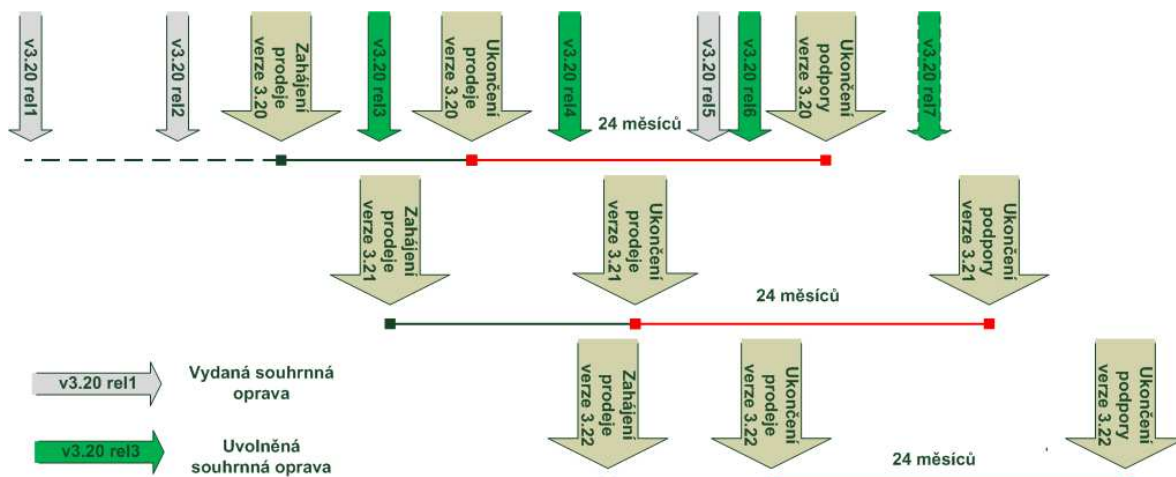 v3.20 rel1
v3.20 rel2
Zahájení
prodeje
verze 3.20
v3.20 rel3
Ukončení
prodeje
verze 3.20
v3.20 rel4
24 měsíců
v3.20 rel5
v3.20 rel6
Ukončení
podpory
verze 3.20
v3.20 rel7
Zahájení
prodeje
verze 3.21
Ukončení
prodeje
verze 3.21
24 měsíců
Ukončení
podpory
verze 3.21
v3.20 rel1
Vydaná souhrnná
oprava
v3.20 rel3
Uvolněná
souhrnná oprava
Zahájení
prodeje
verze 3.22
Ukončení
prodeje
verze 3.22
24 měsíců
Ukončení
podpory
verze 3.22